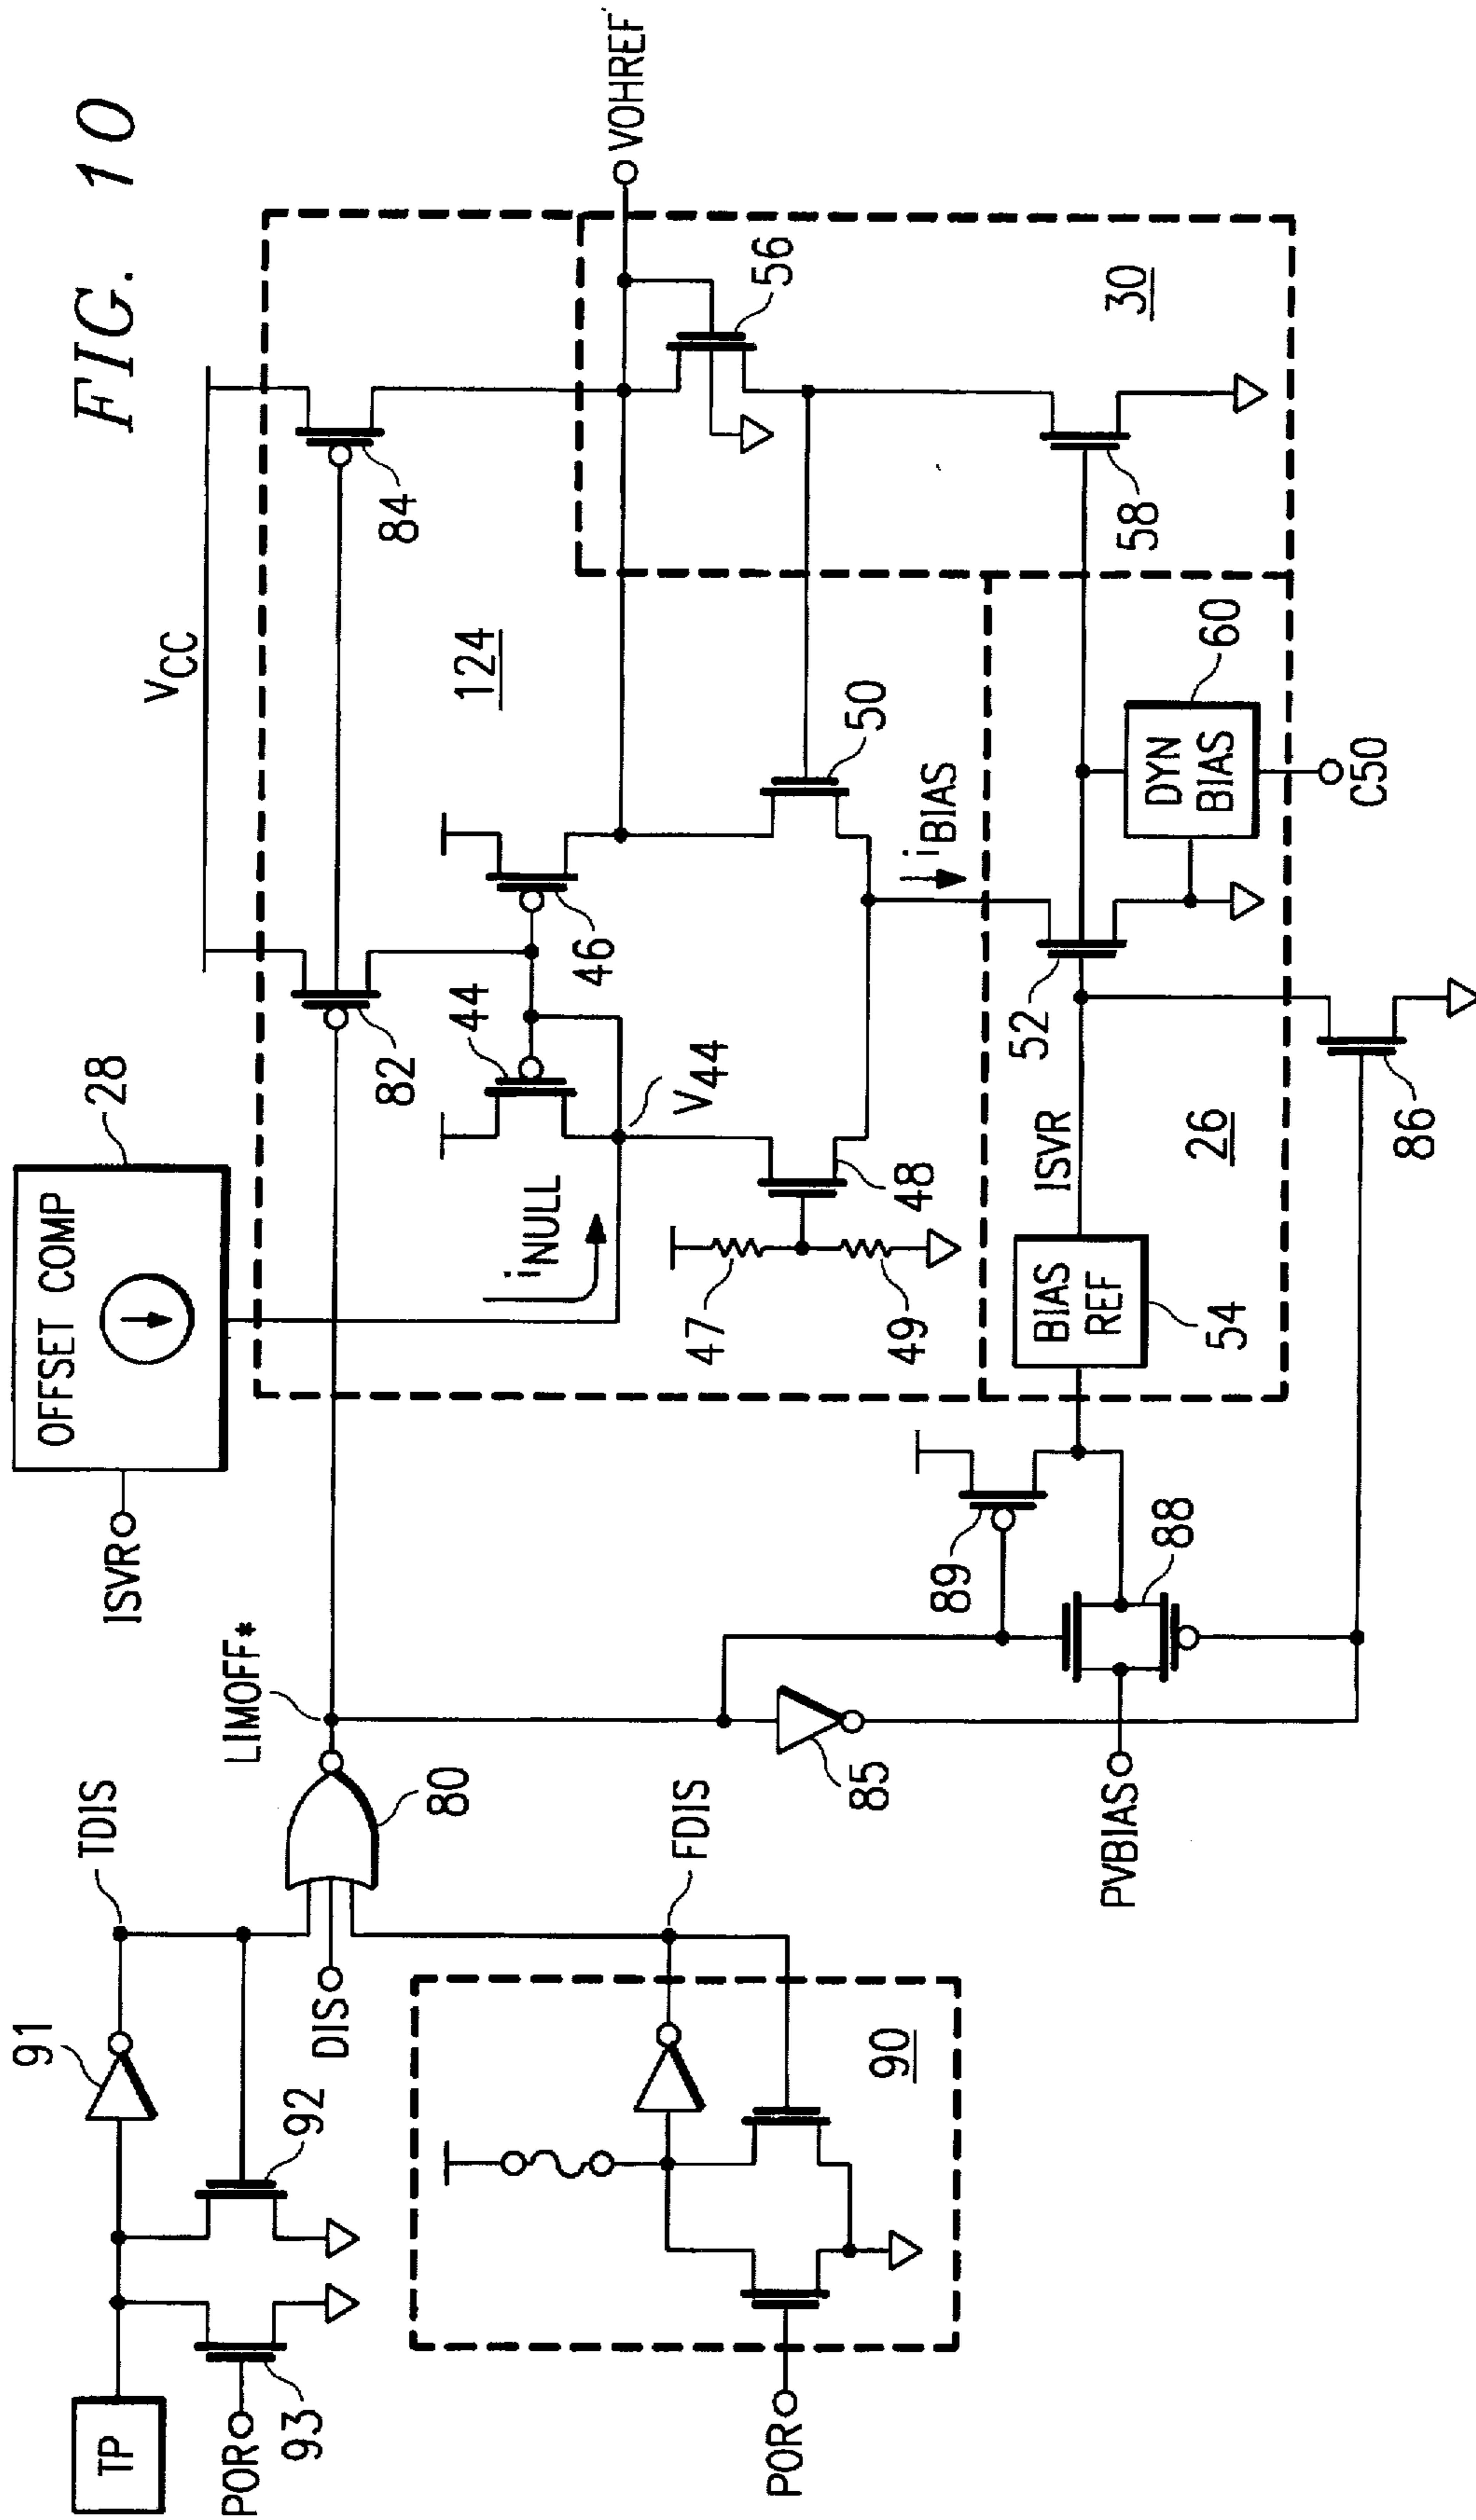 FIG. 10
VCC
OFFSET COMP
28
ISVR
TDIS
91
TP
POR
93
92
DIS
80
LIMOFF*
82
84
124
44
46
iNULL
V44
VOHREF
56
30
47
49
48
50
iBIAS
FDIS
90
POR
85
89
88
PVBIAS
BIAS REF
54
ISVR
26
52
DYN BIAS
60
C50
58
86